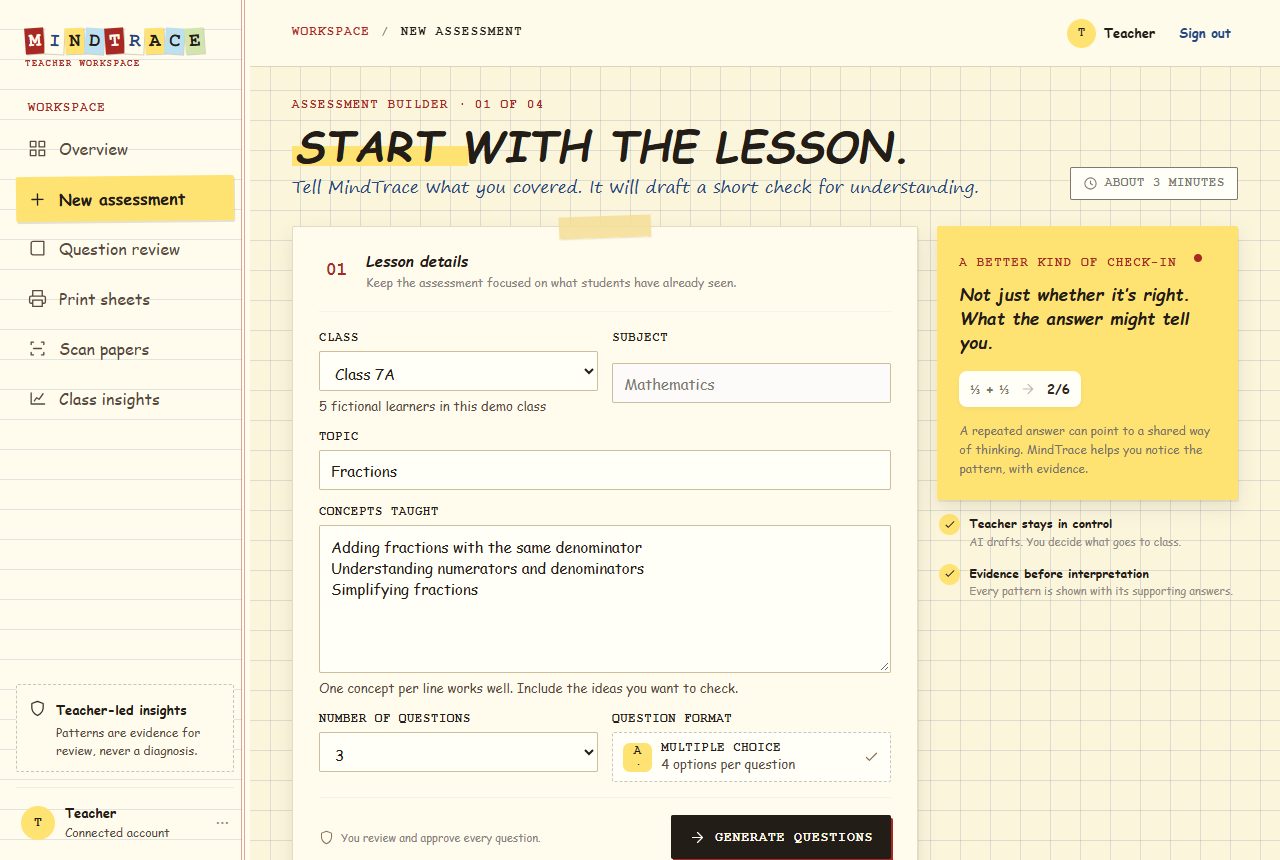 MINDTRACE
TEACHER WORKSPACE
WORKSPACE
Overview
New assessment
Question review
Print sheets
Scan papers
Class insights
Teacher-led insights
Patterns are evidence for
review, never a diagnosis.
T
Teacher
Connected account
...
WORKSPACE / NEW ASSESSMENT
T Teacher Sign out
ASSESSMENT BUILDER · 01 OF 04
START WITH THE LESSON.
Tell MindTrace what you covered. It will draft a short check for understanding.
ABOUT 3 MINUTES
01
Lesson details
Keep the assessment focused on what students have already seen.
CLASS
Class 7A
5 fictional learners in this demo class
SUBJECT
Mathematics
TOPIC
Fractions
CONCEPTS TAUGHT
Adding fractions with the same denominator
Understanding numerators and denominators
Simplifying fractions
One concept per line works well. Include the ideas you want to check.
NUMBER OF QUESTIONS
3
QUESTION FORMAT
A
.
MULTIPLE CHOICE
4 options per question
You review and approve every question.
GENERATE QUESTIONS
A BETTER KIND OF CHECK-IN
Not just whether it's right.
What the answer might tell
you.
⅓ + ⅓ → 2/6
A repeated answer can point to a shared way
of thinking. MindTrace helps you notice the
pattern, with evidence.
Teacher stays in control
AI drafts. You decide what goes to class.
Evidence before interpretation
Every pattern is shown with its supporting answers.